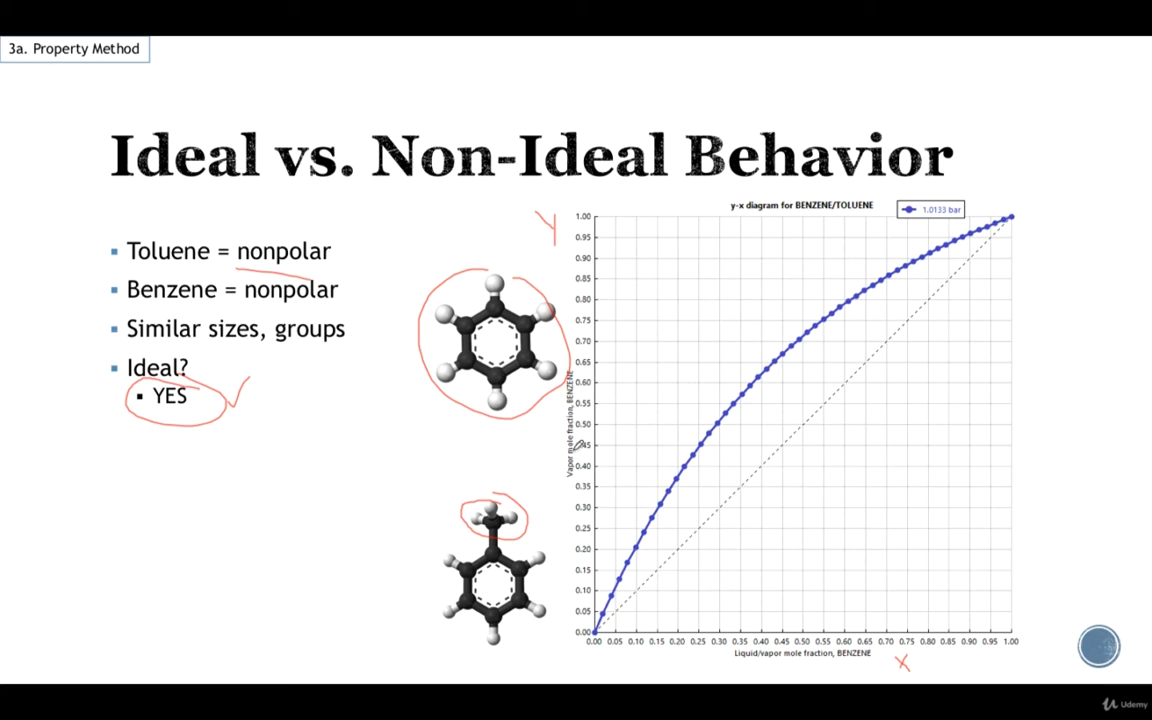 3a. Property Method
Ideal vs. Non-Ideal Behavior
Toluene = nonpolar
Benzene = nonpolar
Similar sizes, groups
Ideal?
YES
Y
y-x diagram for BENZENE/TOLUENE
1.0133 bar
Vapor mole fraction, BENZENE
1.00
0.95
0.90
0.85
0.80
0.75
0.70
0.65
0.60
0.55
0.50
0.45
0.40
0.35
0.30
0.25
0.20
0.15
0.10
0.05
0.00
0.00 0.05 0.10 0.15 0.20 0.25 0.30 0.35 0.40 0.45 0.50 0.55 0.60 0.65 0.70 0.75 0.80 0.85 0.90 0.95 1.00
Liquid/vapor mole fraction, BENZENE
X
Udemy